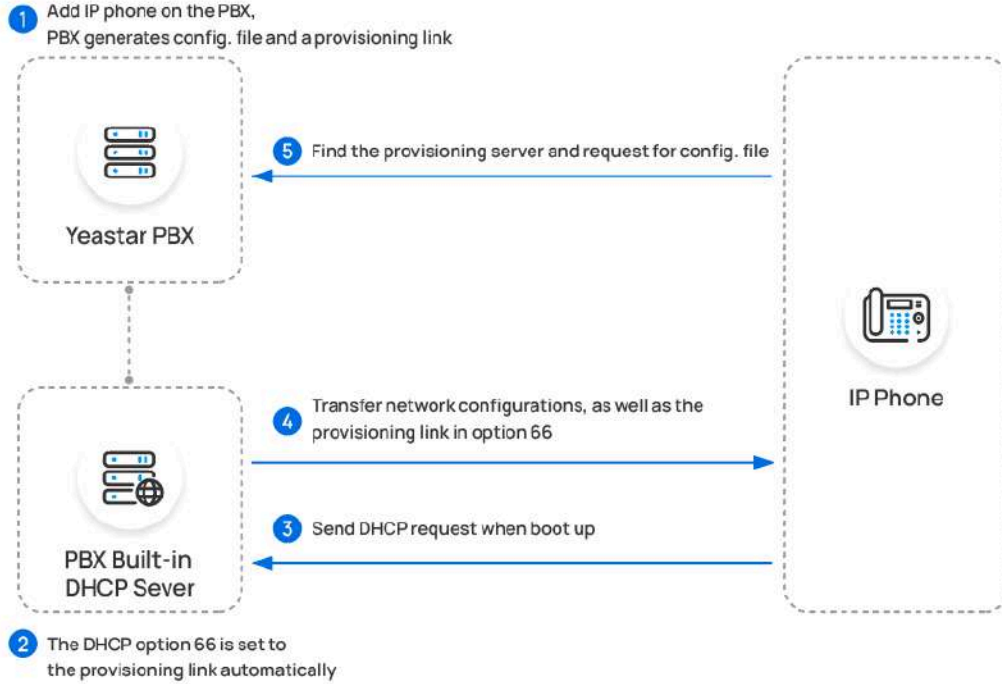 1 Add IP phone on the PBX,
PBX generates config. file and a provisioning link
5 Find the provisioning server and request for config. file
Yeastar PBX
IP Phone
4 Transfer network configurations, as well as the
provisioning link in option 66
3 Send DHCP request when boot up
PBX Built-in
DHCP Sever
2 The DHCP option 66 is set to
the provisioning link automatically